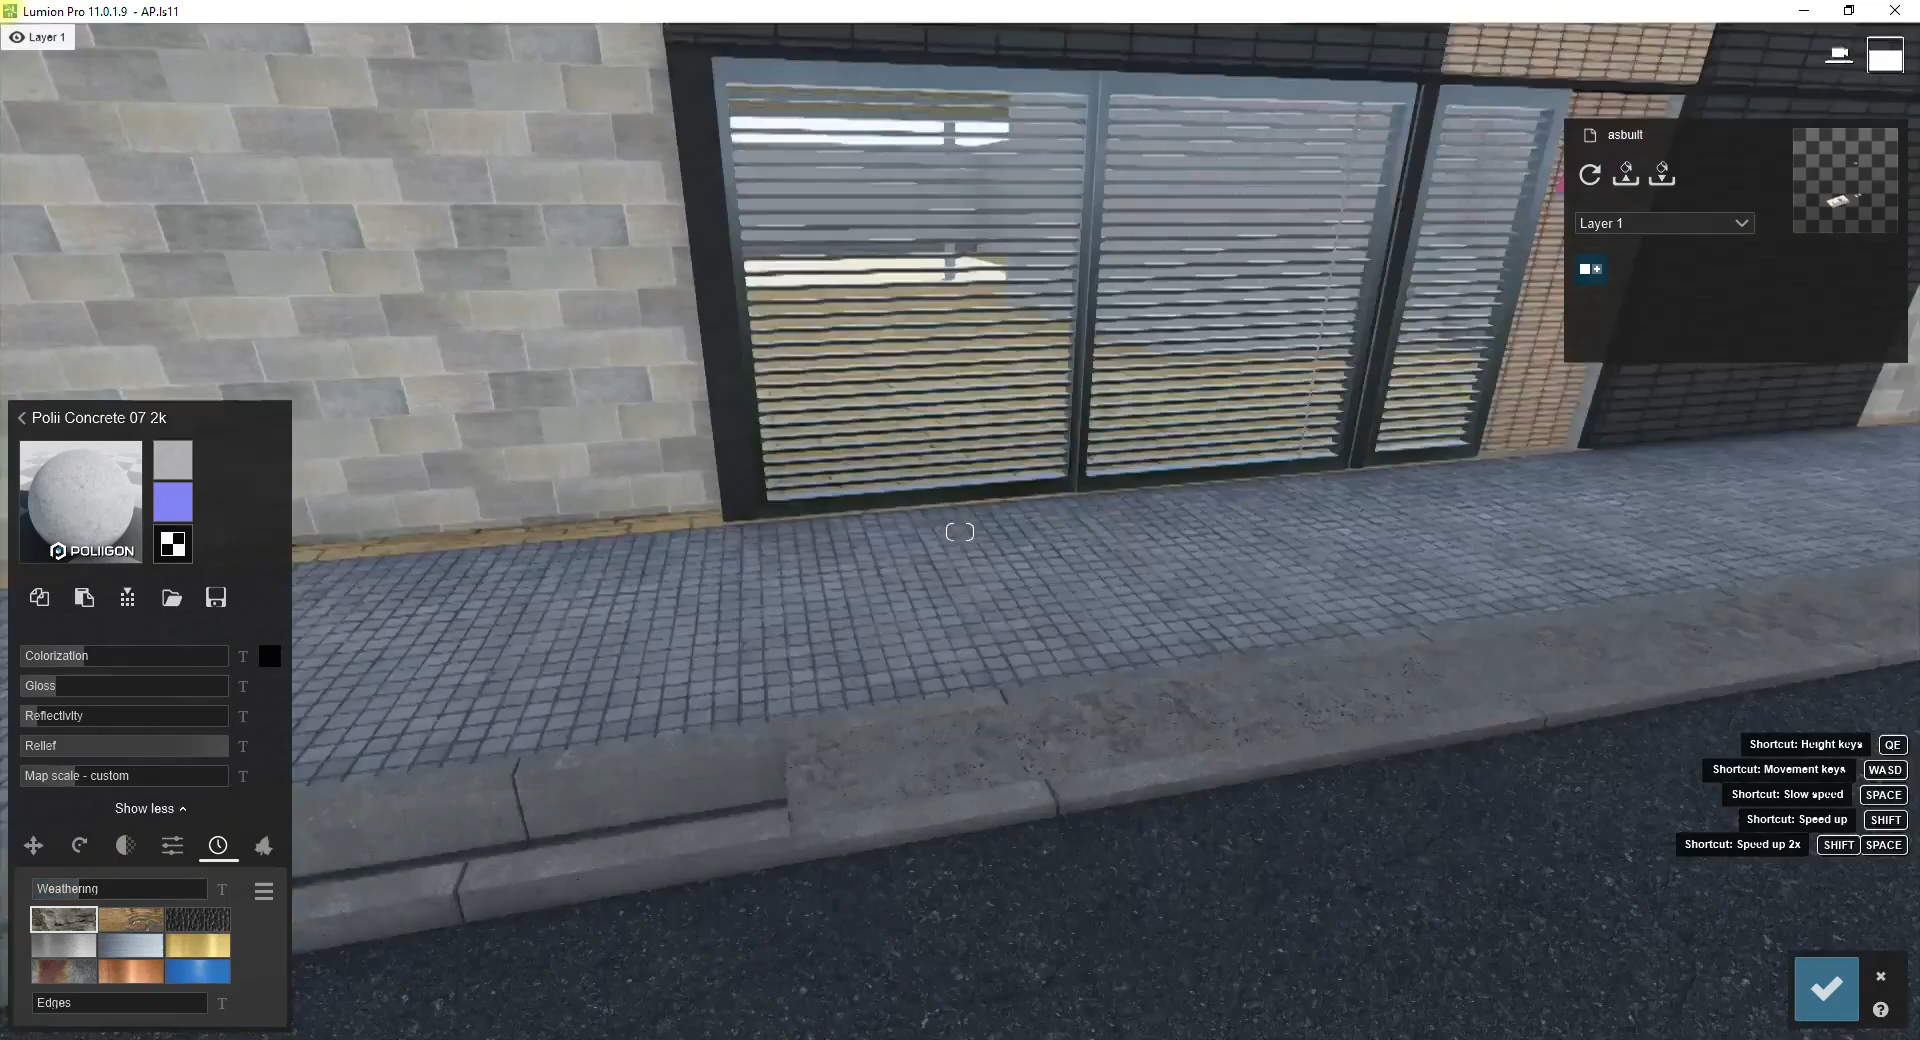 Lumion Pro 11.0.1.9 - AP.ls11
Layer 1
asbuilt
Layer 1
Polii Concrete 07 2k
POLIIGON
Colorization T
Gloss T
Reflectivity T
Relief T
Map scale - custom T
Show less
Weathering T
Edges T
Shortcut: Height keys QE
Shortcut: Movement keys WASD
Shortcut: Slow speed SPACE
Shortcut: Speed up SHIFT
Shortcut: Speed up 2x SHIFT SPACE